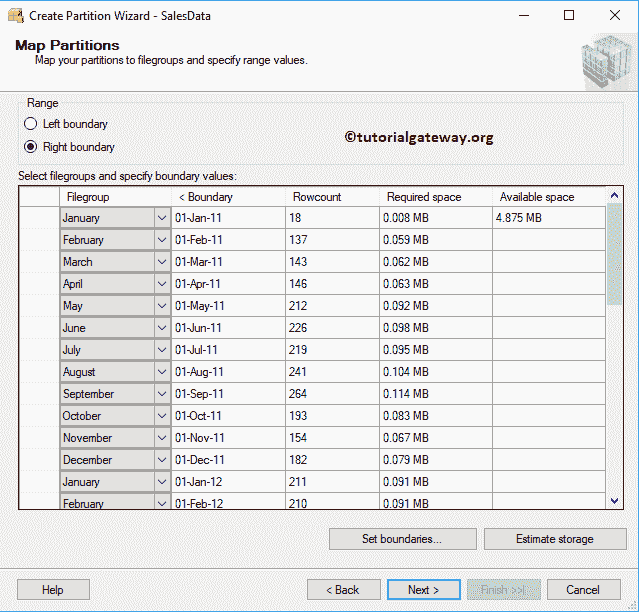 Create Partition Wizard - SalesData
Map Partitions
Map your partitions to filegroups and specify range values.
Range
Left boundary
Right boundary
©tutorialgateway.org
Select filegroups and specify boundary values:
Filegroup < Boundary Rowcount Required space Available space
January 01-Jan-11 18 0.008 MB 4.875 MB
February 01-Feb-11 137 0.059 MB
March 01-Mar-11 143 0.062 MB
April 01-Apr-11 146 0.063 MB
May 01-May-11 212 0.092 MB
June 01-Jun-11 226 0.098 MB
July 01-Jul-11 219 0.095 MB
August 01-Aug-11 241 0.104 MB
September 01-Sep-11 264 0.114 MB
October 01-Oct-11 193 0.083 MB
November 01-Nov-11 154 0.067 MB
December 01-Dec-11 182 0.079 MB
January 01-Jan-12 211 0.091 MB
February 01-Feb-12 210 0.091 MB
Set boundaries... Estimate storage
Help < Back Next > Finish >>| Cancel